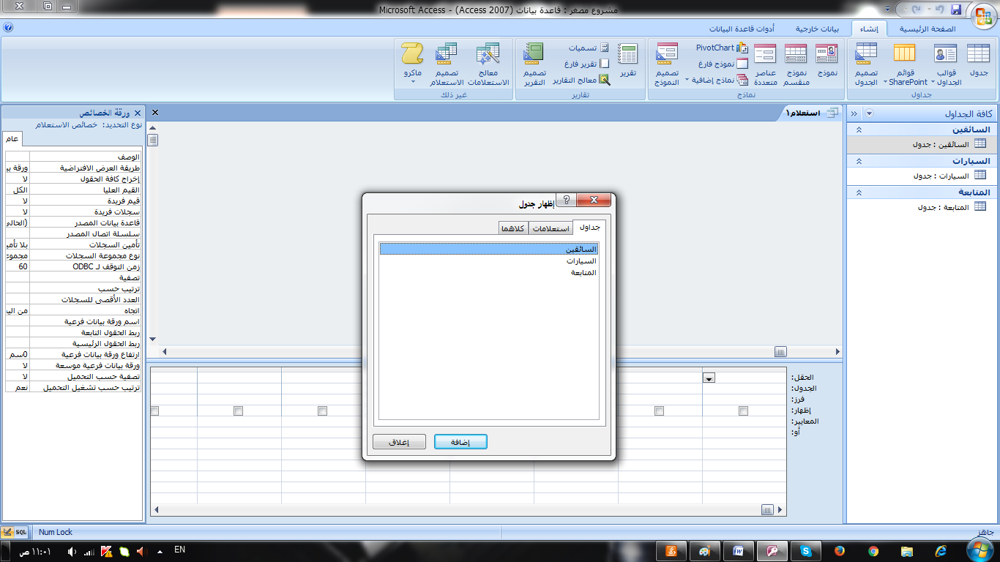 مشروع مصغر : قاعدة بيانات (Access 2007) - Microsoft Access
الصفحة الرئيسية
إنشاء
بيانات خارجية
أدوات قاعدة البيانات
جدول
قوالب الجداول
قوائم SharePoint
تصميم الجدول
جداول
نموذج
نموذج منقسم
عناصر متعددة
PivotChart
نموذج فارغ
نماذج إضافية
تصميم النموذج
نماذج
تقرير
تسميات
تقرير فارغ
معالج التقارير
تصميم التقرير
تقارير
معالج الاستعلامات
تصميم الاستعلام
ماكرو
غير ذلك
كافة الجداول
السائقين
السائقين : جدول
السيارات
السيارات : جدول
المتابعة
المتابعة : جدول
استعلام١
إظهار جدول
جداول
استعلامات
كلاهما
السائقين
السيارات
المتابعة
إضافة
إغلاق
الحقل:
الجدول:
فرز:
إظهار:
المعايير:
أو:
ورقة الخصائص
نوع التحديد: خصائص الاستعلام
عام
الوصف
طريقة العرض الافتراضية ورقة بي
إخراج كافة الحقول لا
القيم العليا الكل
قيم فريدة لا
سجلات فريدة لا
قاعدة بيانات المصدر (الحالي
سلسلة اتصال المصدر
تأمين السجلات بلا تأمي
نوع مجموعة السجلات مجموع
زمن التوقف لـ ODBC 60
تصفية
ترتيب حسب
العدد الأقصى للسجلات
اتجاه من اليم
اسم ورقة بيانات فرعية
ربط الحقول التابعة
ربط الحقول الرئيسية
ارتفاع ورقة بيانات فرعية 0سم
ورقة بيانات فرعية موسعة لا
تصفية حسب التحميل لا
ترتيب حسب تشغيل التحميل نعم
جاهز
Num Lock
SQL
EN
١١:٠١ ص